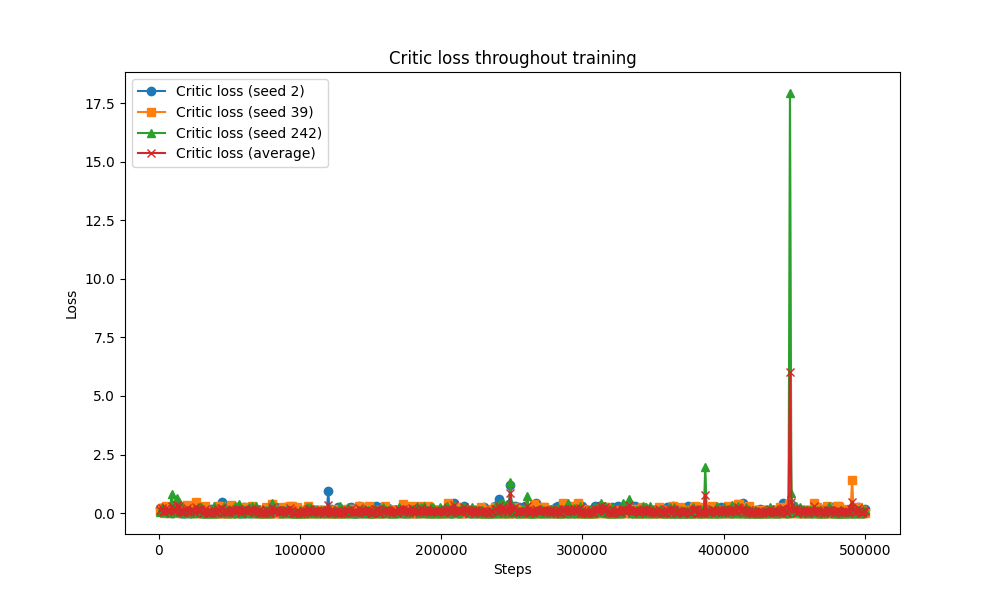 Critic loss throughout training
Critic loss (seed 2)
Critic loss (seed 39)
Critic loss (seed 242)
Critic loss (average)
Loss
17.5
15.0
12.5
10.0
7.5
5.0
2.5
0.0
0
100000
200000
300000
400000
500000
Steps